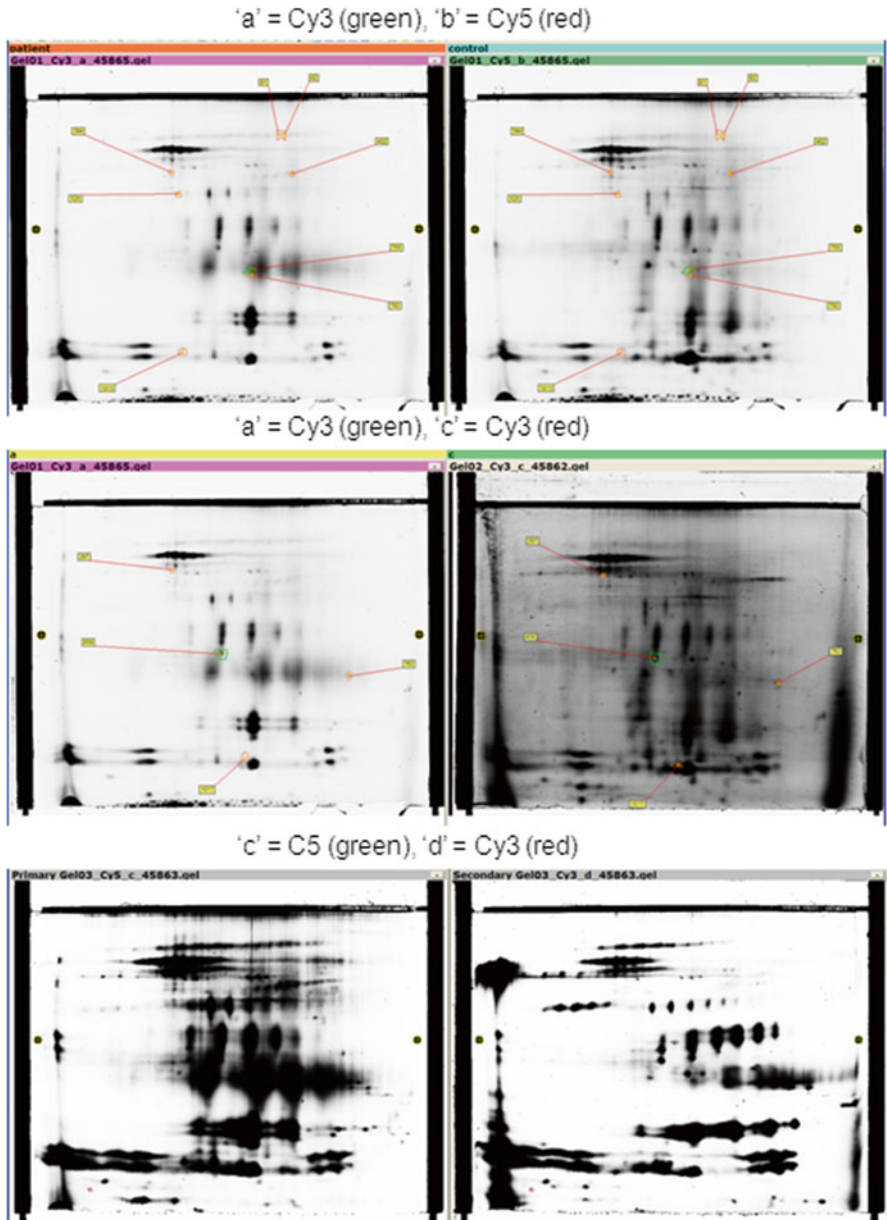 ‘a’ = Cy3 (green), ‘b’ = Cy5 (red)
patient
control
Gel01_Cy3_a_45865.gel
Gel01_Cy5_b_45865.gel
‘a’ = Cy3 (green), ‘c’ = Cy3 (red)
a
c
Gel01_Cy3_a_45865.gel
Gel02_Cy3_c_45862.gel
‘c’ = C5 (green), ‘d’ = Cy3 (red)
Primary Gel03_Cy5_c_45863.gel
Secondary Gel03_Cy3_d_45863.gel